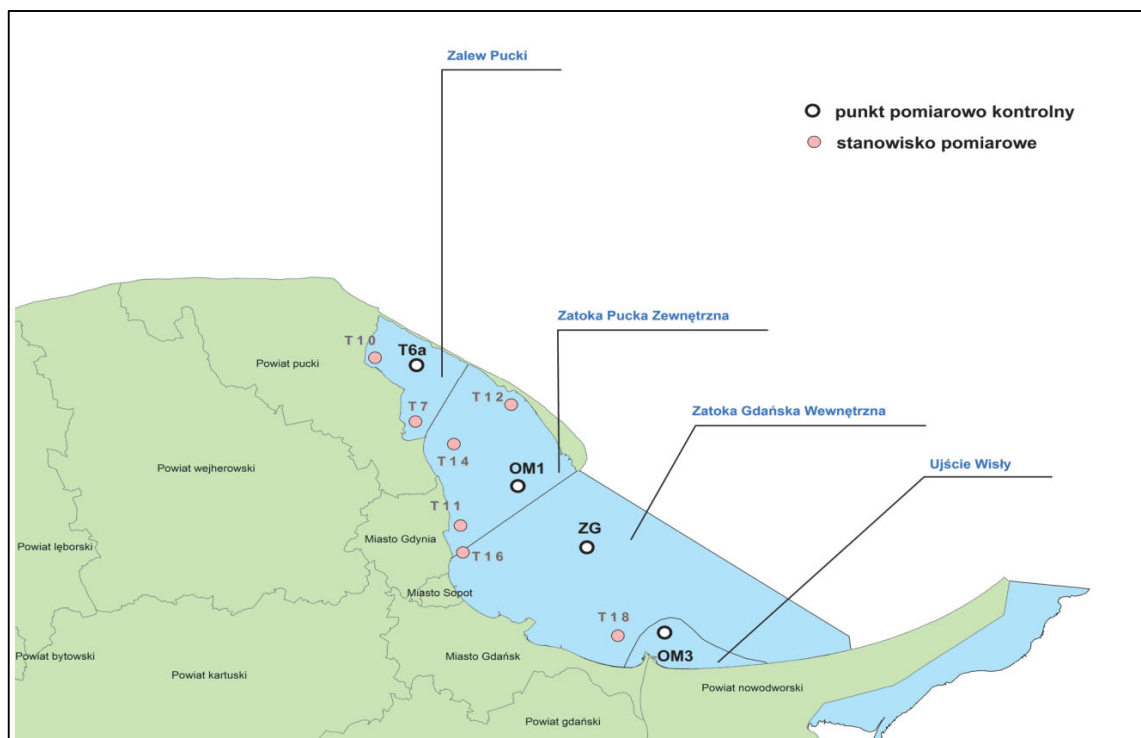 Zalew Pucki
punkt pomiarowo kontrolny
stanowisko pomiarowe
Zatoka Pucka Zewnętrzna
T10
T6a
Powiat pucki
T7
T12
Zatoka Gdańska Wewnętrzna
T14
Powiat wejherowski
OM1
Ujście Wisły
T11
ZG
Powiat lęborski
Miasto Gdynia
T16
Miasto Sopot
T18
Powiat bytowski
Miasto Gdańsk
OM3
Powiat kartuski
Powiat nowodworski
Powiat gdański